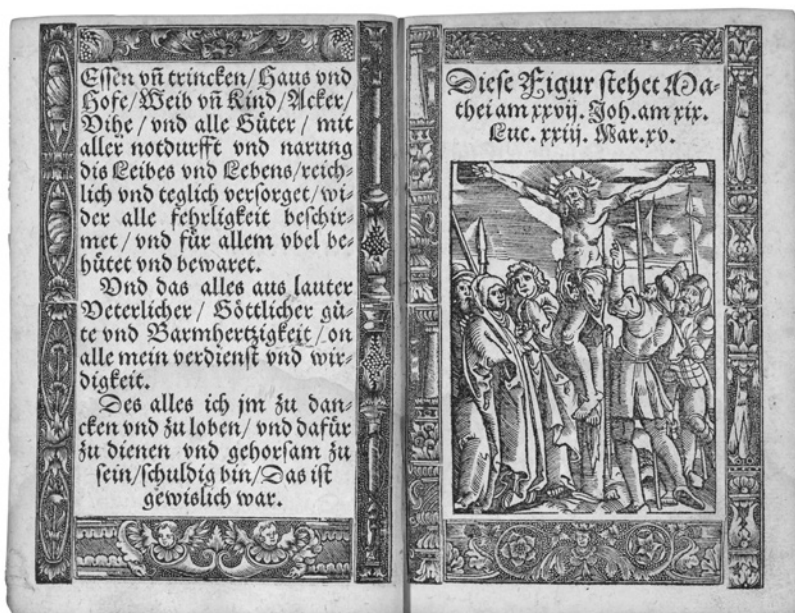 Essen vñ trincken/Haus vnd
Hofe/Weib vñ Kind/Acker/
Vihe / vnd alle Güter / mit
aller notdurfft vnd narung
dis Leibes vnd Lebens/reich-
lich vnd teglich versorget/wi-
der alle fehrligkeit beschir-
met / vnd für allem vbel be-
hütet vnd bewaret.
Vnd das alles aus lauter
Veterlicher / Göttlicher gü-
te vnd Barmhertzigkeit / on
alle mein verdienst vnd wir-
digkeit.
Des alles ich jm zu dan-
cken vnd zu loben/ vnd dafür
zu dienen vnd gehorsam zu
sein/schuldig bin/Das ist
gewislich war.
Diese Figur stehet Ma-
thei am xxvij. Joh. am xix.
Luc. xxiij. Mar. xv.